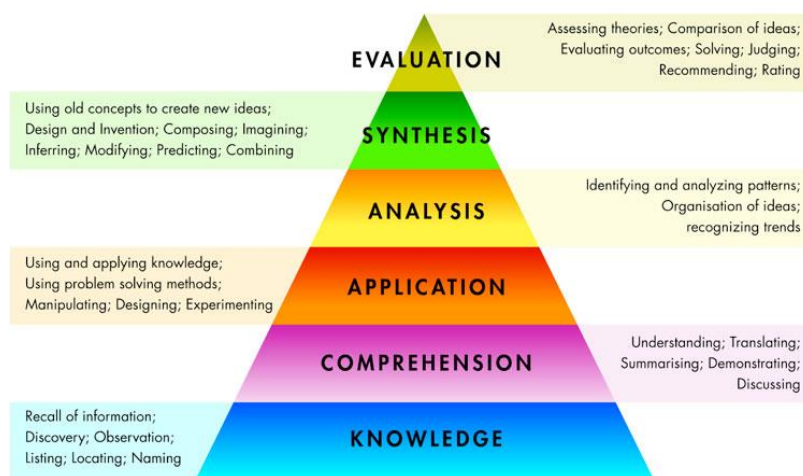 Assessing theories; Comparison of ideas;
Evaluating outcomes; Solving; Judging;
Recommending; Rating
EVALUATION
Using old concepts to create new ideas;
Design and Invention; Composing; Imagining;
Inferring; Modifying; Predicting; Combining
SYNTHESIS
Identifying and analyzing patterns;
Organisation of ideas;
recognizing trends
ANALYSIS
Using and applying knowledge;
Using problem solving methods;
Manipulating; Designing; Experimenting
APPLICATION
Understanding; Translating;
Summarising; Demonstrating;
Discussing
COMPREHENSION
Recall of information;
Discovery; Observation;
Listing; Locating; Naming
KNOWLEDGE